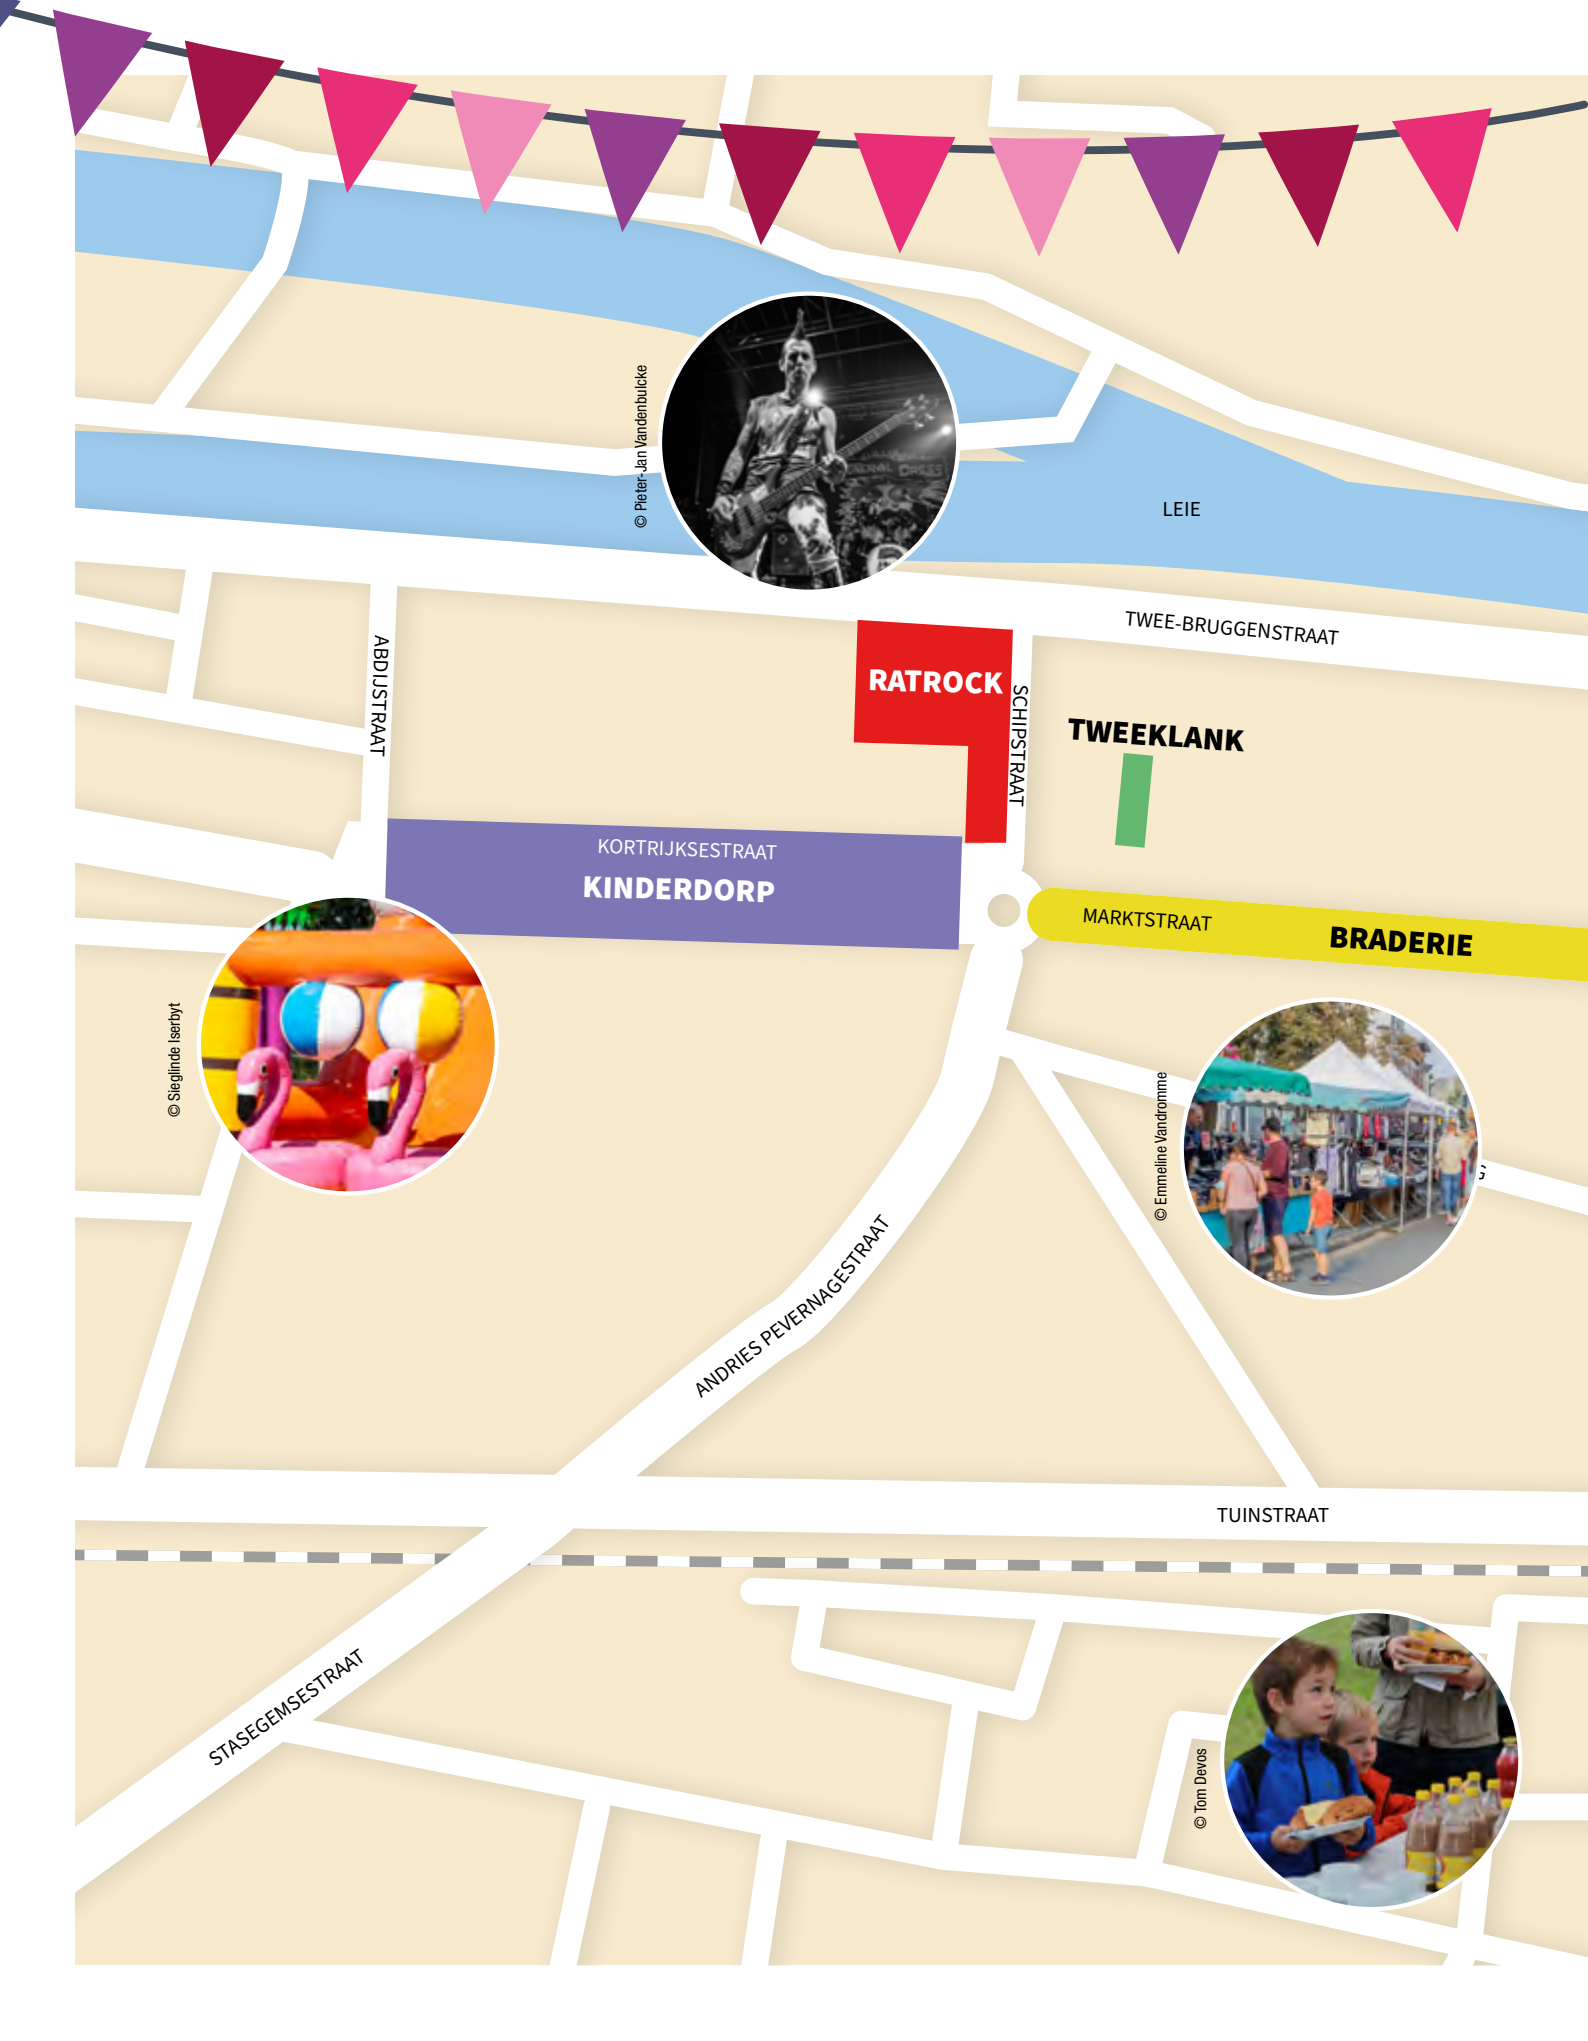 © Pieter-Jan Vandenbulcke
LEIE
TWEE-BRUGGENSTRAAT
ABDIJSTRAAT
RATROCK
SCHIPSTRAAT
TWEEKLANK
KORTRIJKSESTRAAT
KINDERDORP
MARKTSTRAAT
BRADERIE
© Sieglinde Iserbyt
© Emmeline Vandromme
G
ANDRIES PEVERNAGESTRAAT
TUINSTRAAT
STASEGEMSESTRAAT
© Tom Devos